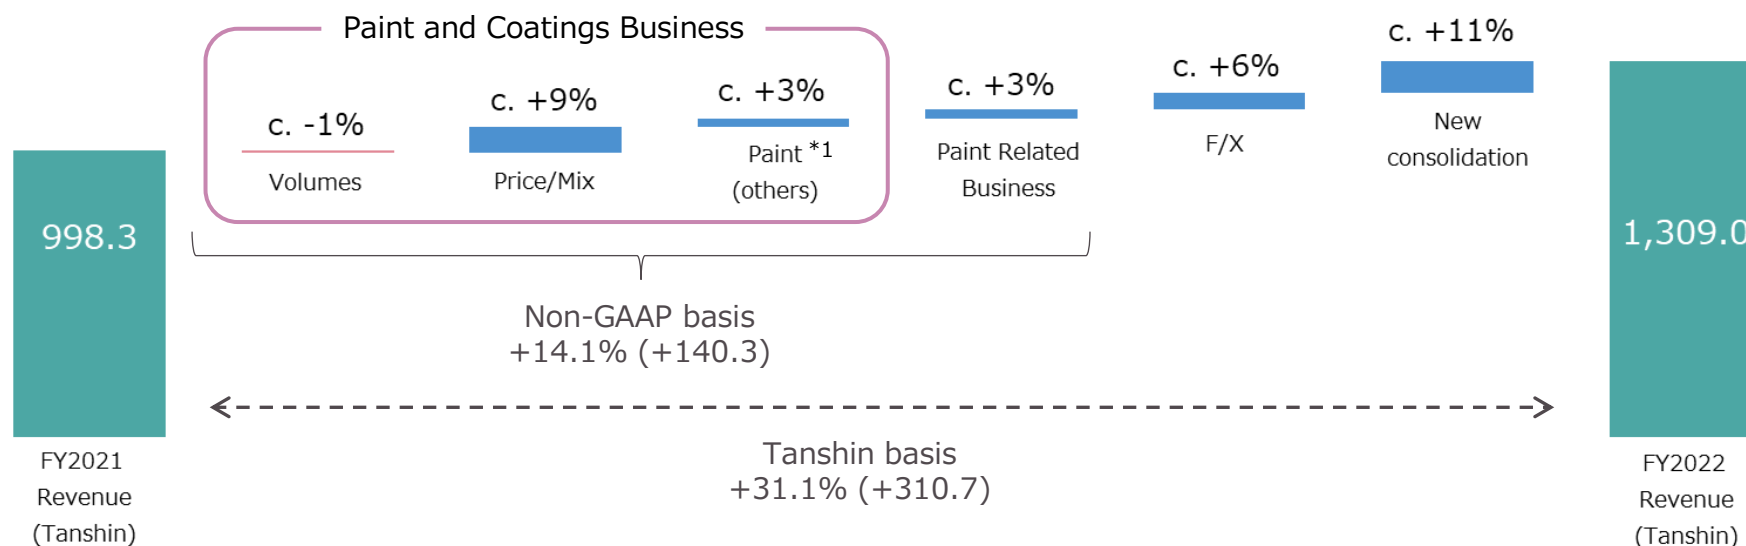 Paint and Coatings Business
c. -1%
Volumes
c. +9%
Price/Mix
c. +3%
Paint *1
(others)
c. +3%
Paint Related
Business
c. +6%
F/X
c. +11%
New
consolidation
998.3
FY2021
Revenue
(Tanshin)
1,309.0
FY2022
Revenue
(Tanshin)
Non-GAAP basis
+14.1% (+140.3)
Tanshin basis
+31.1% (+310.7)